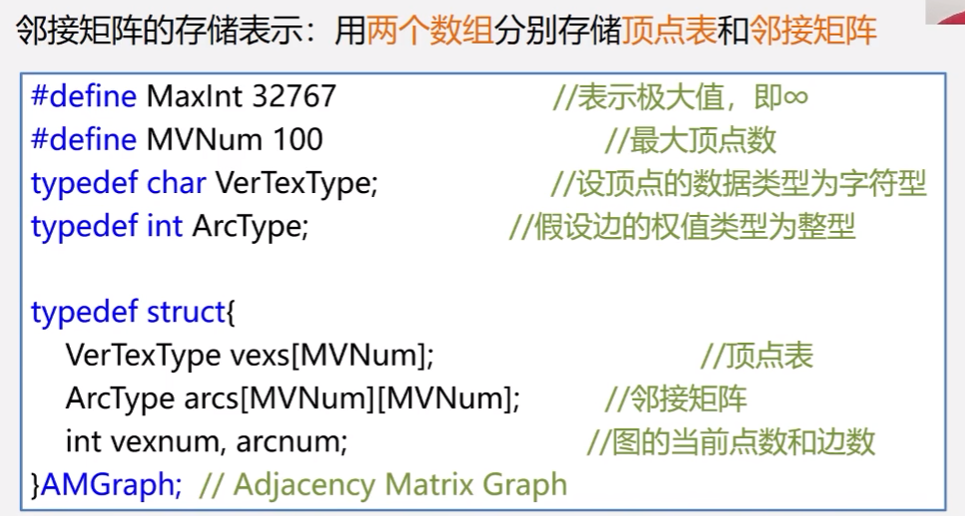 邻接矩阵的存储表示：用两个数组分别存储顶点表和邻接矩阵
#define MaxInt 32767 //表示极大值，即∞
#define MVNum 100 //最大顶点数
typedef char VerTexType; //设顶点的数据类型为字符型
typedef int ArcType; //假设边的权值类型为整型
typedef struct{
VerTexType vexs[MVNum]; //顶点表
ArcType arcs[MVNum][MVNum]; //邻接矩阵
int vexnum, arcnum; //图的当前点数和边数
}AMGraph; // Adjacency Matrix Graph